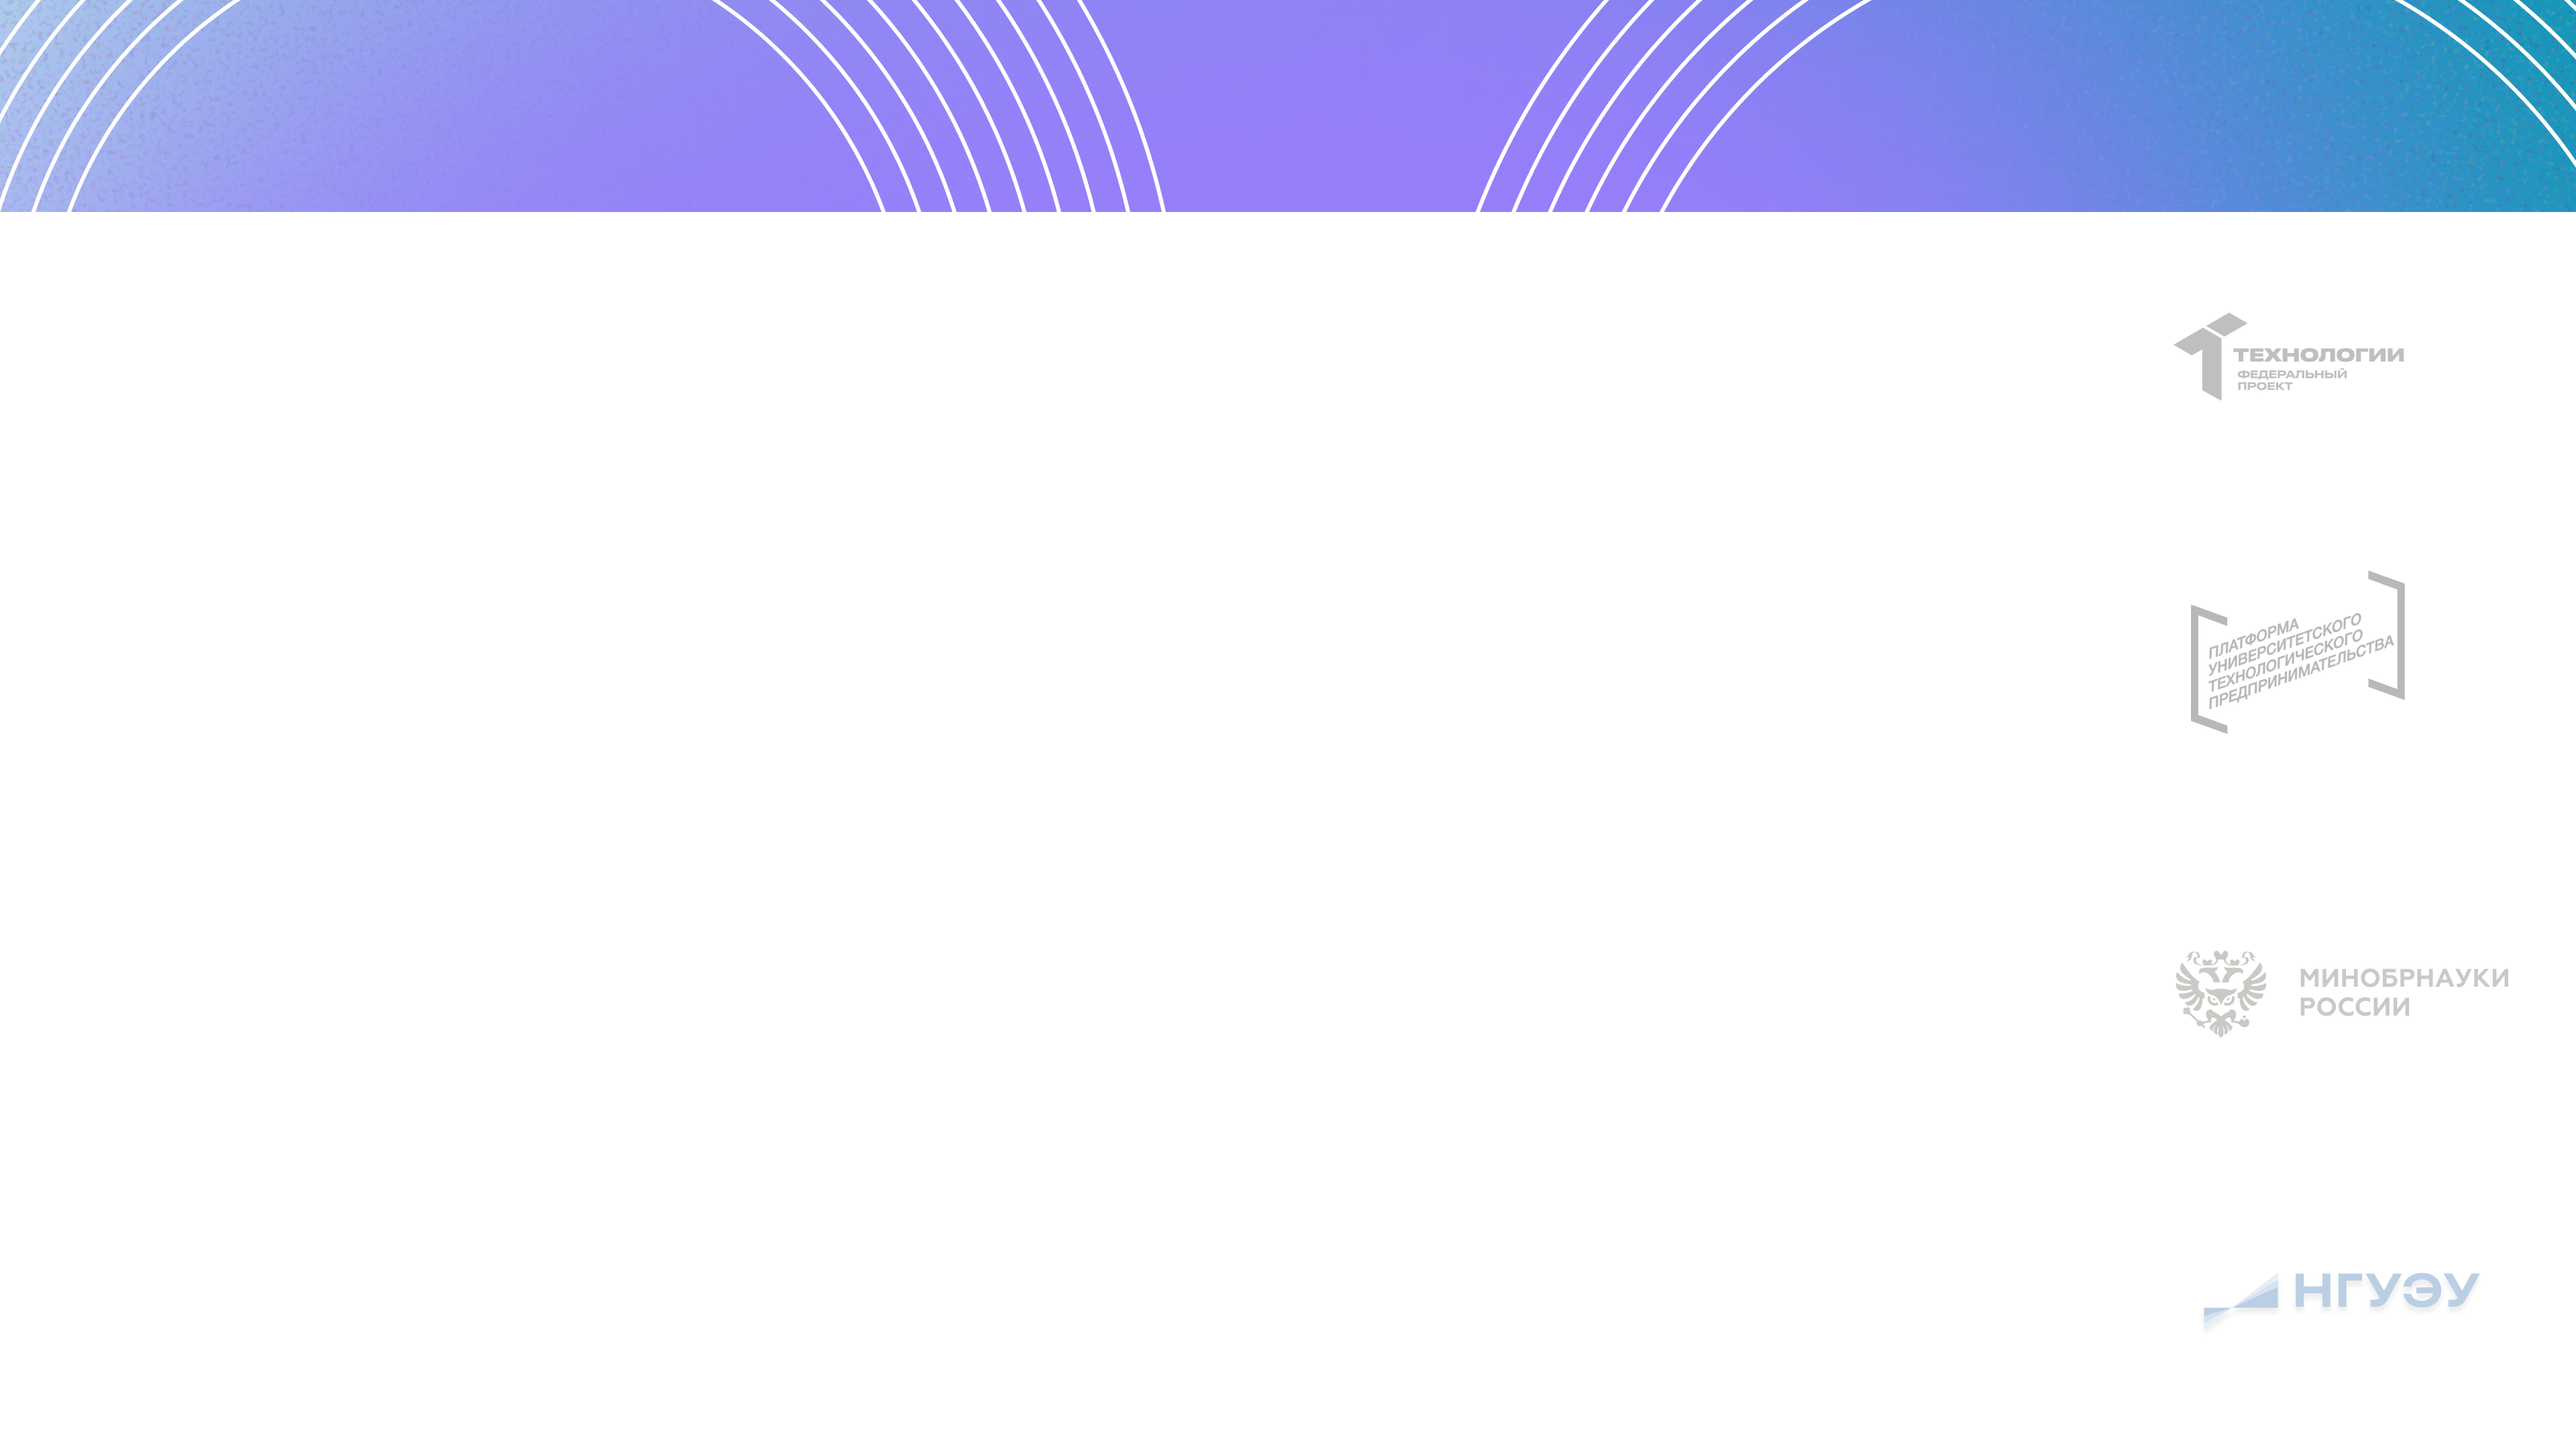 ТЕХНОЛОГИИ
ФЕДЕРАЛЬНЫЙ
ПРОЕКТ
ПЛАТФОРМА
УНИВЕРСИТЕТСКОГО
ТЕХНОЛОГИЧЕСКОГО
ПРЕДПРИНИМАТЕЛЬСТВА
МИНОБРНАУКИ
РОССИИ
НГУЭУ